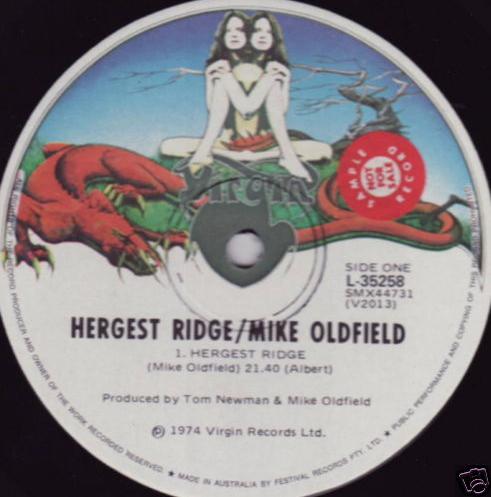 Virgin
SAMPLE RECORD
NOT FOR SALE
SIDE ONE
L-35258
SMX44731
(V2013)
HERGEST RIDGE/MIKE OLDFIELD
1. HERGEST RIDGE
(Mike Oldfield) 21.40 (Albert)
Produced by Tom Newman & Mike Oldfield
℗ 1974 Virgin Records Ltd.
OF THE RECORD PRODUCER AND OWNER OF THE WORK RECORDED RESERVED. ★ MADE IN AUSTRALIA BY FESTIVAL RECORDS PTY. LTD. ★ PUBLIC PERFORMANCE AND COPYING OF THIS